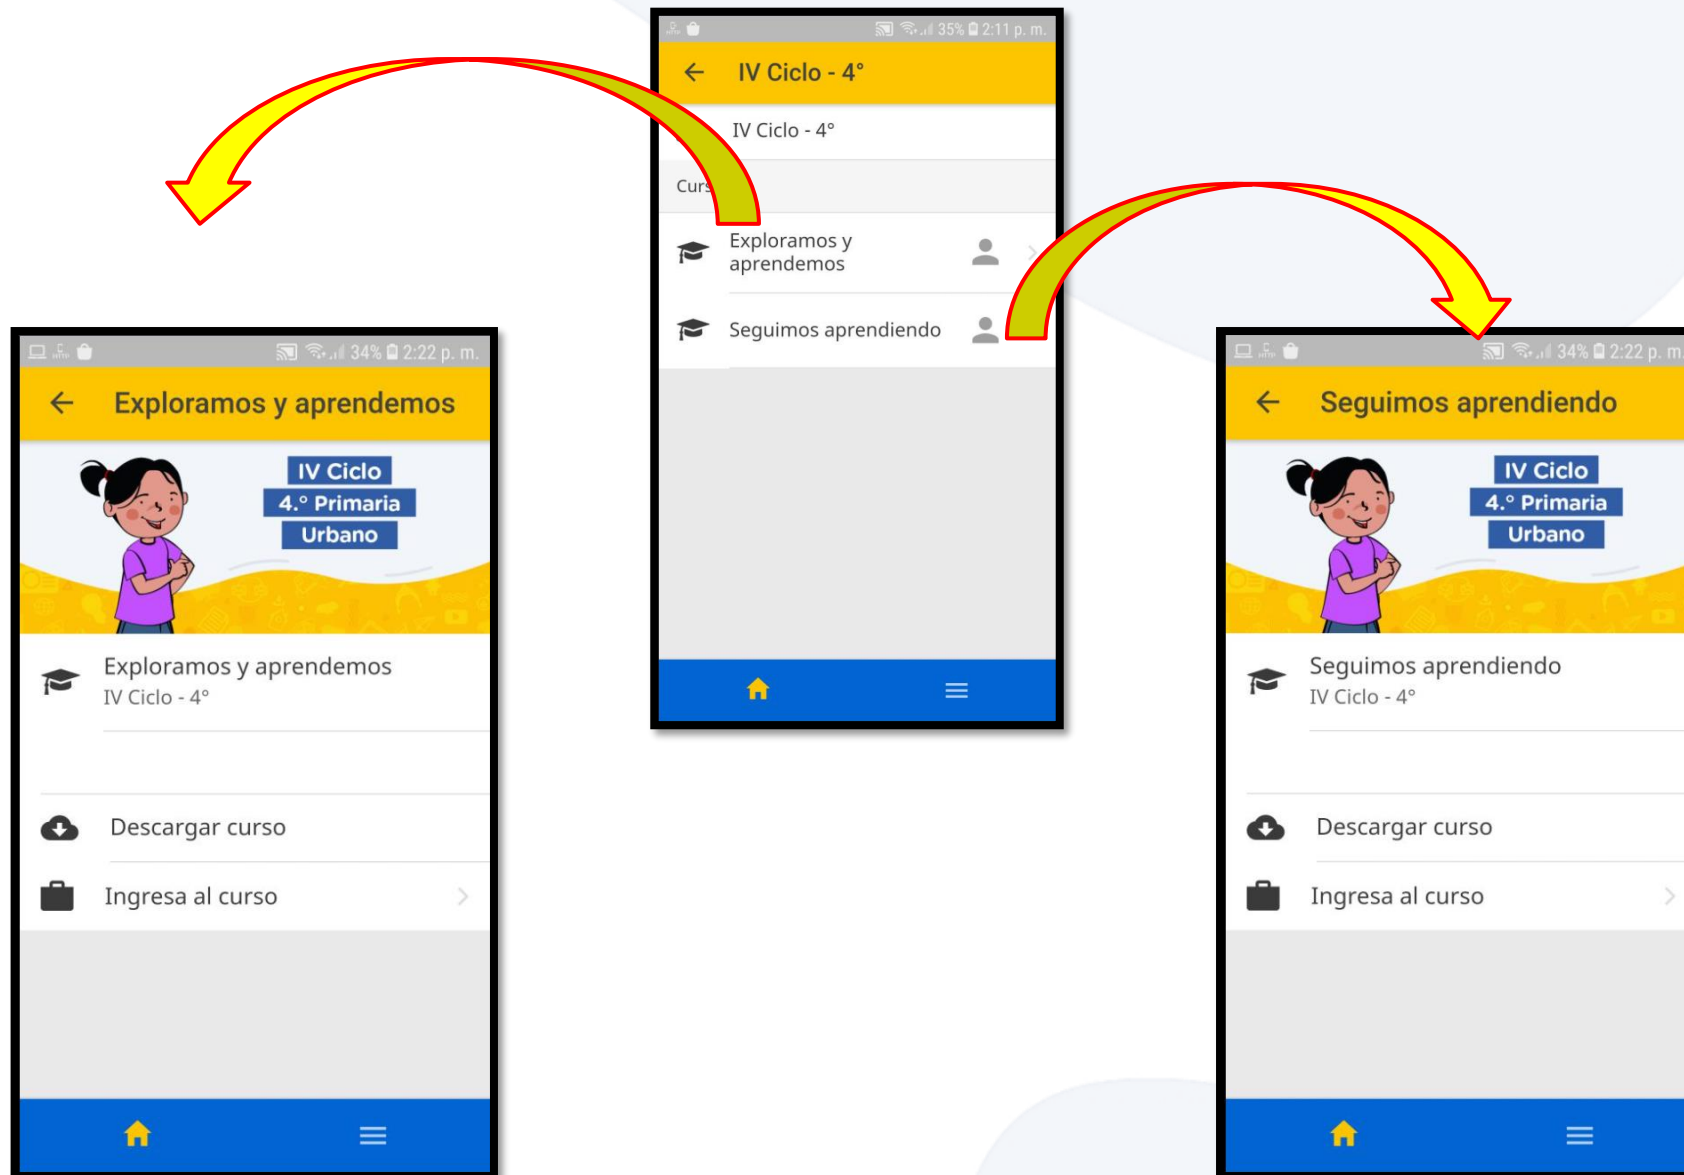 35% 2:11 p. m.
IV Ciclo - 4°
IV Ciclo - 4°
Exploramos y
aprendemos
Seguimos aprendiendo
34% 2:22 p. m.
Exploramos y aprendemos
IV Ciclo
4.° Primaria
Urbano
Exploramos y aprendemos
IV Ciclo - 4°
Descargar curso
Ingresa al curso
34% 2:22 p. m.
Seguimos aprendiendo
IV Ciclo
4.° Primaria
Urbano
Seguimos aprendiendo
IV Ciclo - 4°
Descargar curso
Ingresa al curso